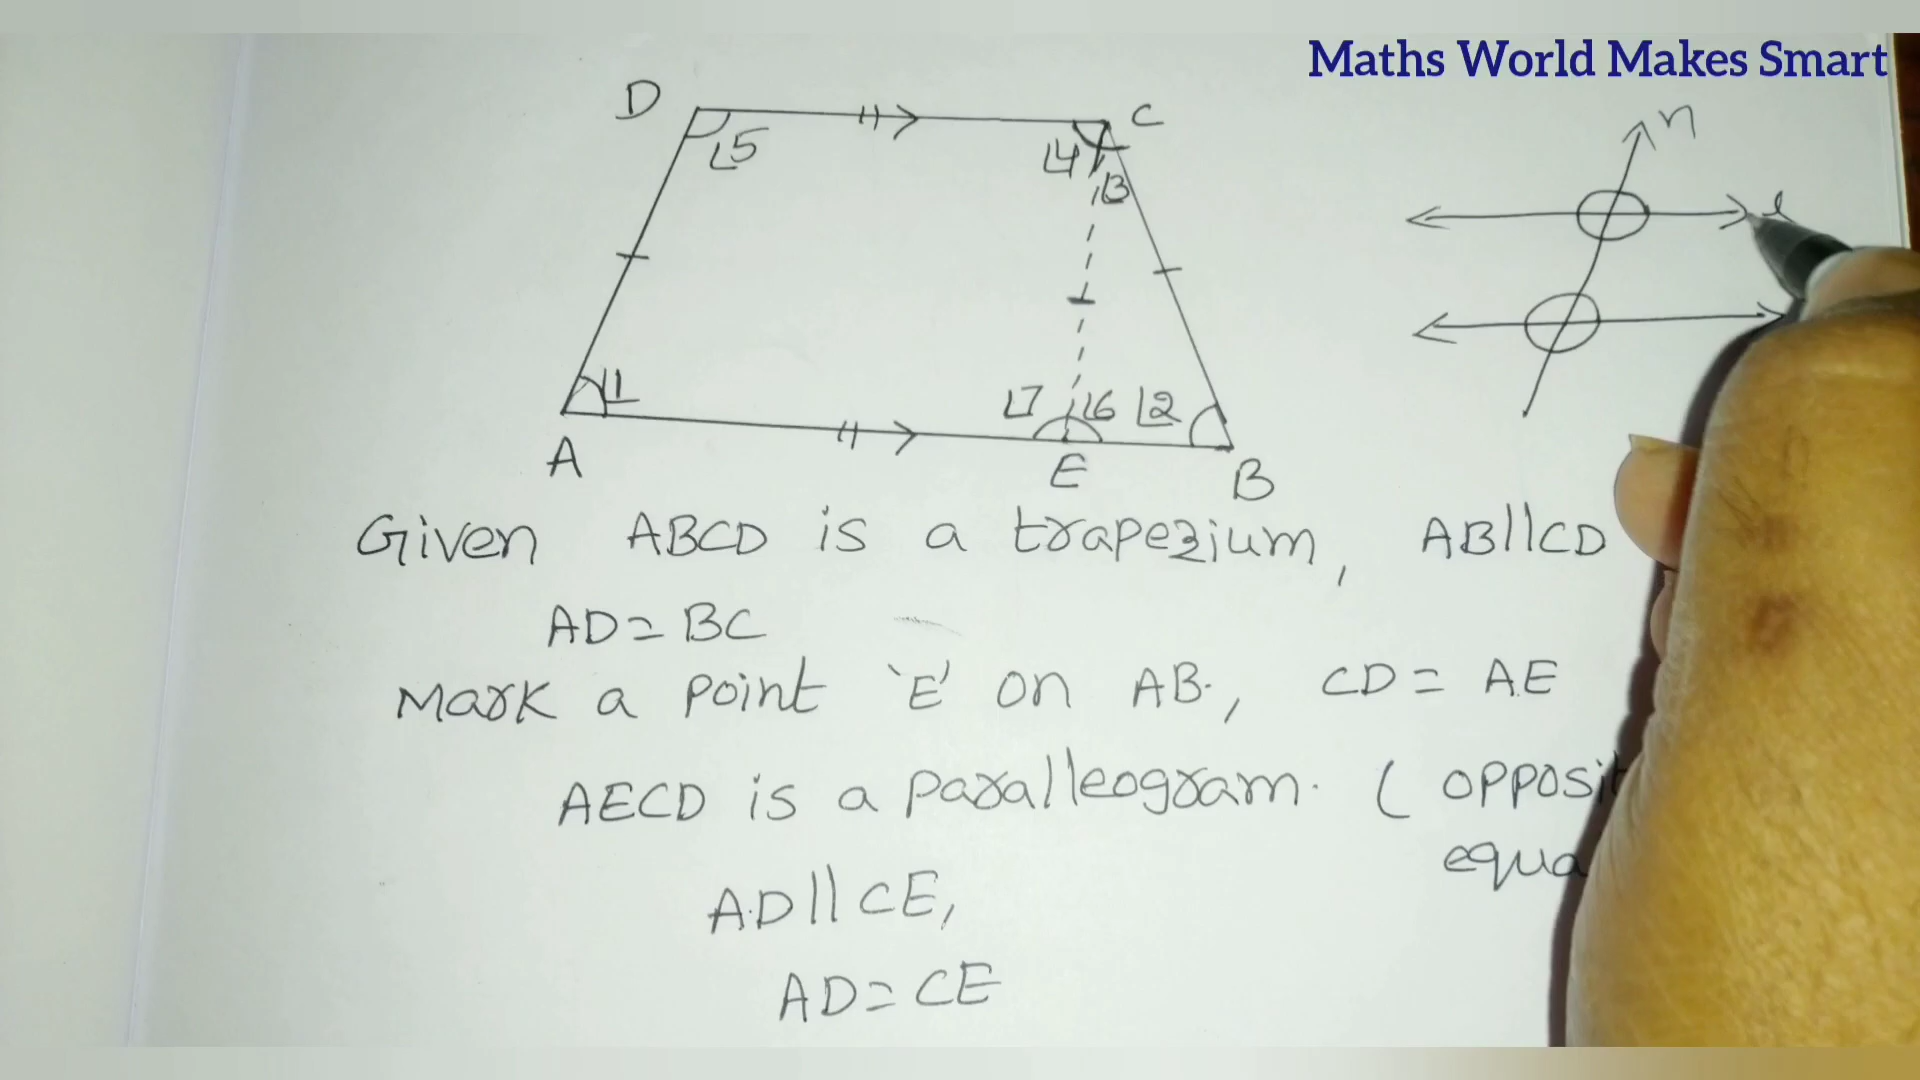 Maths World Makes Smart
D C n
∠5 ∠4 l
∠3
∠1 ∠7 ∠6 ∠2
A E B
Given ABCD is a trapezium, AB||CD
AD = BC
Mark a point 'E' on AB., CD = AE
AECD is a paralleogram. ( opposit
equa
AD || CE,
AD = CE